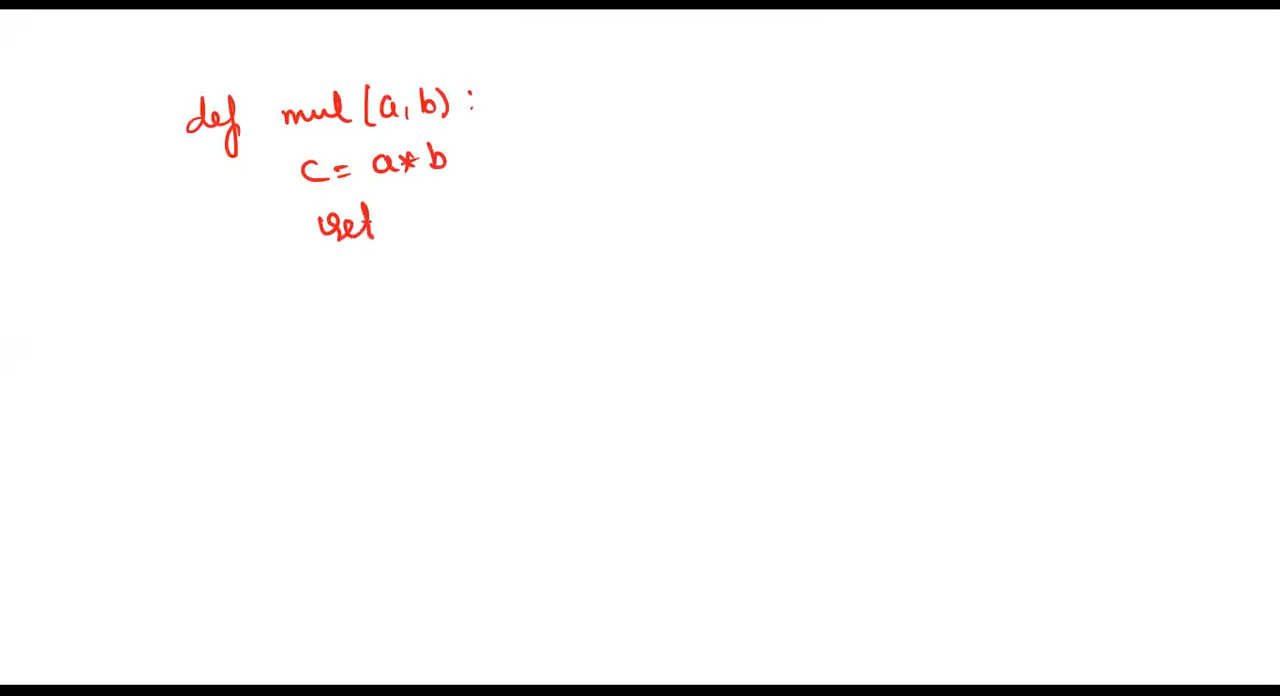 def mul(a,b):
c= a*b
ret